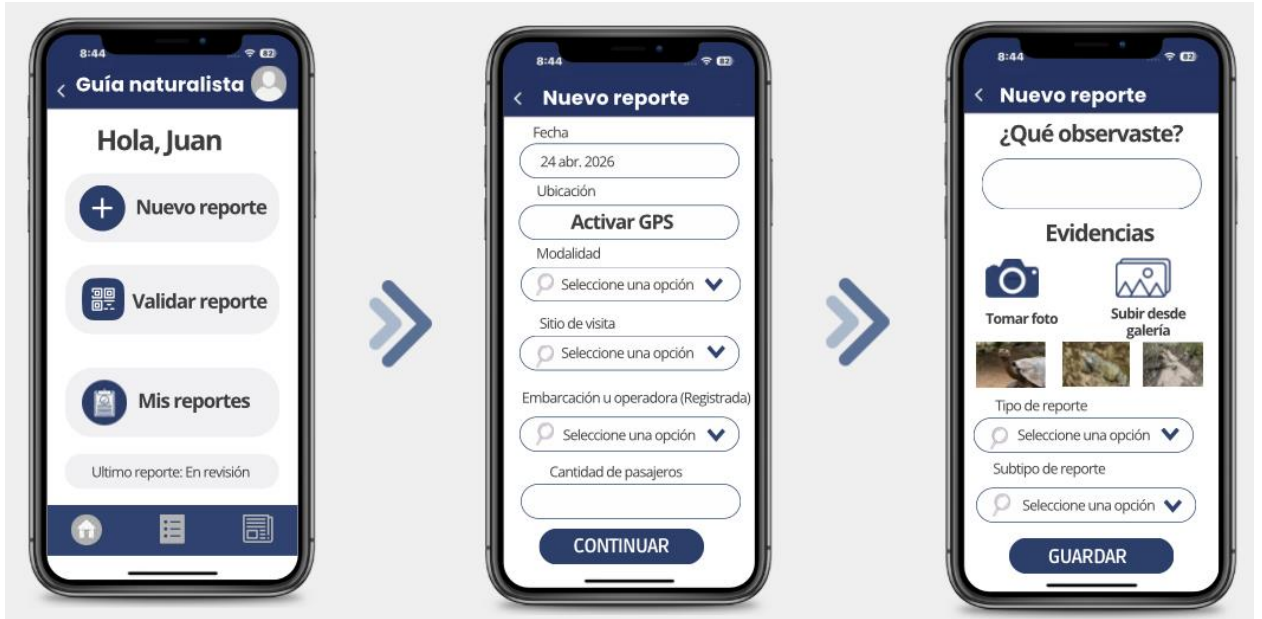 8:44
82
Guía naturalista
Hola, Juan
Nuevo reporte
Validar reporte
Mis reportes
Ultimo reporte: En revisión
8:44
82
Nuevo reporte
Fecha
24 abr. 2026
Ubicación
Activar GPS
Modalidad
Seleccione una opción
Sitio de visita
Seleccione una opción
Embarcación u operadora (Registrada)
Seleccione una opción
Cantidad de pasajeros
CONTINUAR
8:44
82
Nuevo reporte
¿Qué observaste?
Evidencias
Tomar foto
Subir desde
galería
Tipo de reporte
Seleccione una opción
Subtipo de reporte
Seleccione una opción
GUARDAR